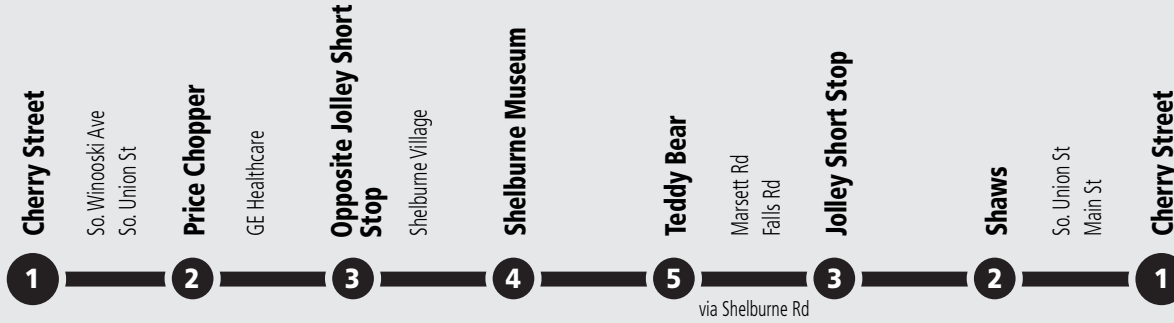 Cherry Street
So. Winooski Ave
So. Union St
Price Chopper
GE Healthcare
Opposite Jolley Short
Stop
Shelburne Village
Shelburne Museum
Teddy Bear
Marsett Rd
Falls Rd
Jolley Short Stop
Shaws
So. Union St
Main St
Cherry Street
1
2
3
4
5
3
2
1
via Shelburne Rd